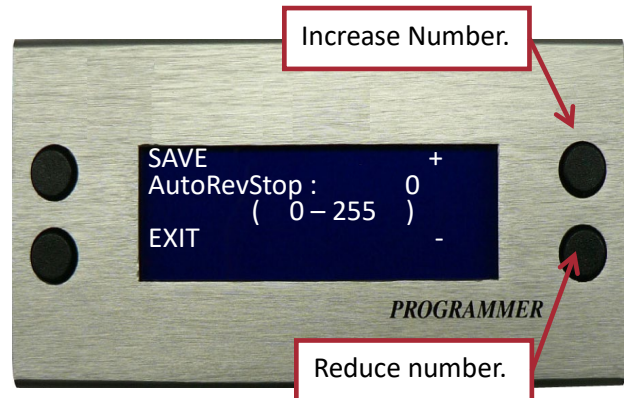 Increase Number.
SAVE +
AutoRevStop : 0
( 0 – 255 )
EXIT -
PROGRAMMER
Reduce number.